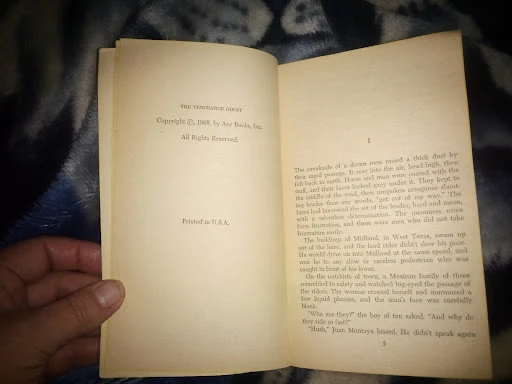 THE VENGEANCE GHOST
Copyright ©, 1968, by Ace Books, Inc.
All Rights Reserved.
Printed in U.S.A.
I
The cavalcade of a dozen men raised a thick dust by
their rapid passage. It rose into the air, head-high, then
fell back to earth. Horse and man were coated with the
stuff, and their faces looked gray under it. They kept to
the middle of the road, their unspoken arrogance shout-
ing louder than any words, "get out of my way." The
faces had borrowed the set of the leader, hard and mean,
with a relentless determination. The meanness came
from frustration, and these were men who did not take
frustration easily.
The buildings of Midland, in West Texas, swam up
out of the haze, and the lead rider didn't slow his pace.
He would drive on into Midland at the same speed, and
woe be to any slow or careless pedestrian who was
caught in front of his horse.
On the outskirts of town, a Mexican family of three
scrambled to safety and watched big-eyed the passage of
the riders. The woman crossed herself and murmured a
few liquid phrases, and the man's face was carefully
blank.
"Who are they?" the boy of ten asked. "And why do
they ride so fast?"
"Hush," Juan Montoya hissed. He didn't speak again
5